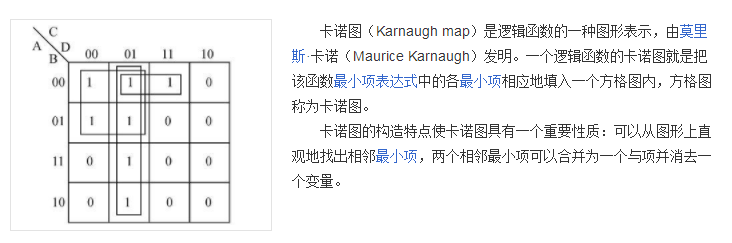 C
A D
B 00 01 11 10
00 1 1 1 0
01 1 1 0 0
11 0 1 0 0
10 0 1 0 0
卡诺图（Karnaugh map）是逻辑函数的一种图形表示，由莫里
斯·卡诺（Maurice Karnaugh）发明。一个逻辑函数的卡诺图就是把
该函数最小项表达式中的各最小项相应地填入一个方格图内，方格图
称为卡诺图。
卡诺图的构造特点使卡诺图具有一个重要性质：可以从图形上直
观地找出相邻最小项，两个相邻最小项可以合并为一个与项并消去一
个变量。